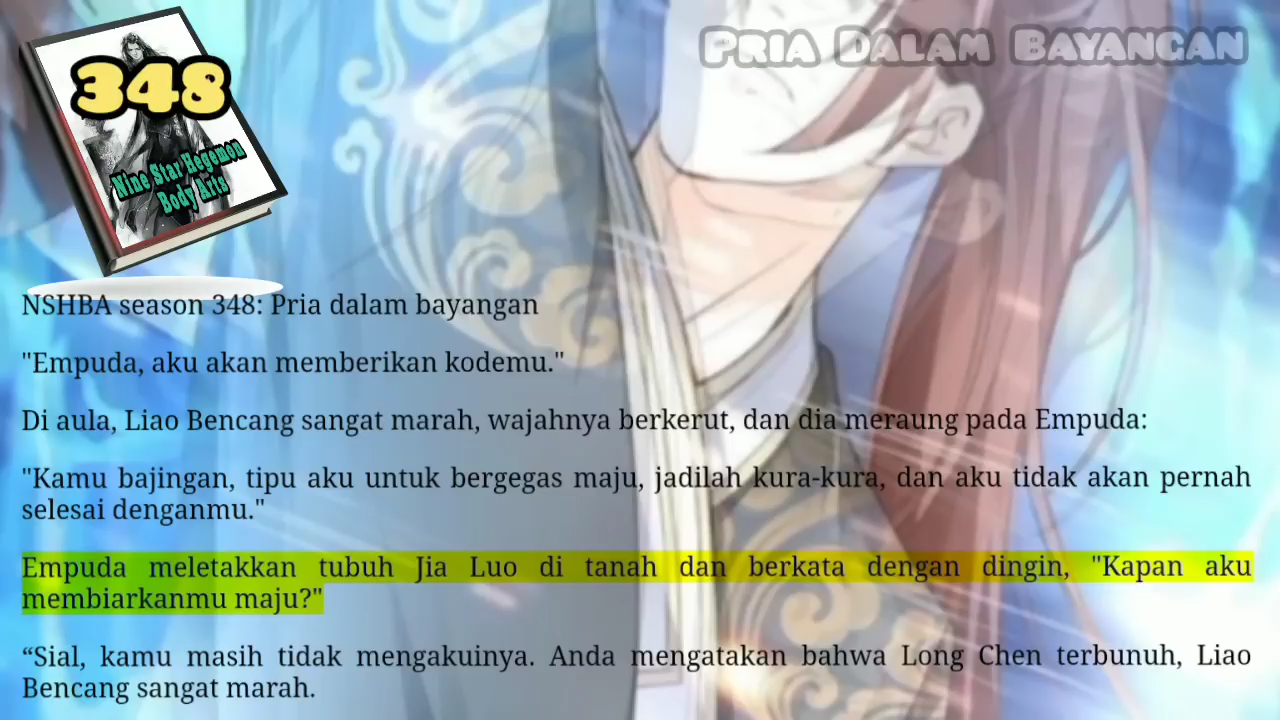 Pria Dalam Bayangan
348
Nine Star Hegemon
Body Arts
NSHBA season 348: Pria dalam bayangan
"Empuda, aku akan memberikan kodemu."
Di aula, Liao Bencang sangat marah, wajahnya berkerut, dan dia meraung pada Empuda:
"Kamu bajingan, tipu aku untuk bergegas maju, jadilah kura-kura, dan aku tidak akan pernah
selesai denganmu."
Empuda meletakkan tubuh Jia Luo di tanah dan berkata dengan dingin, "Kapan aku
membiarkanmu maju?"
“Sial, kamu masih tidak mengakuinya. Anda mengatakan bahwa Long Chen terbunuh, Liao
Bencang sangat marah.